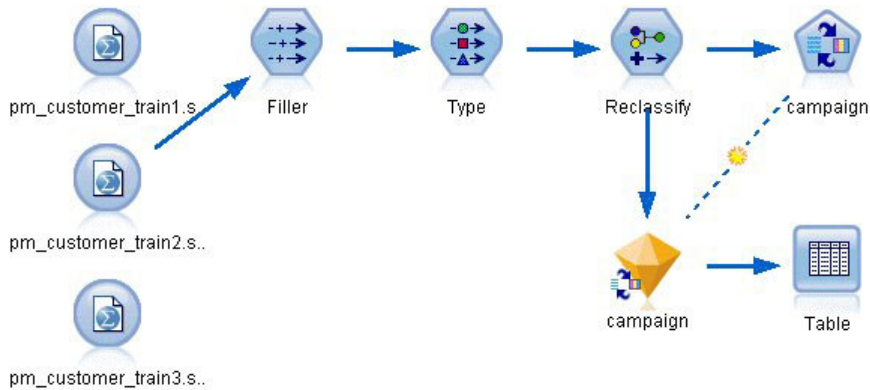 pm_customer_train1.s..
Filler
Type
Reclassify
campaign
pm_customer_train2.s..
campaign
Table
pm_customer_train3.s..